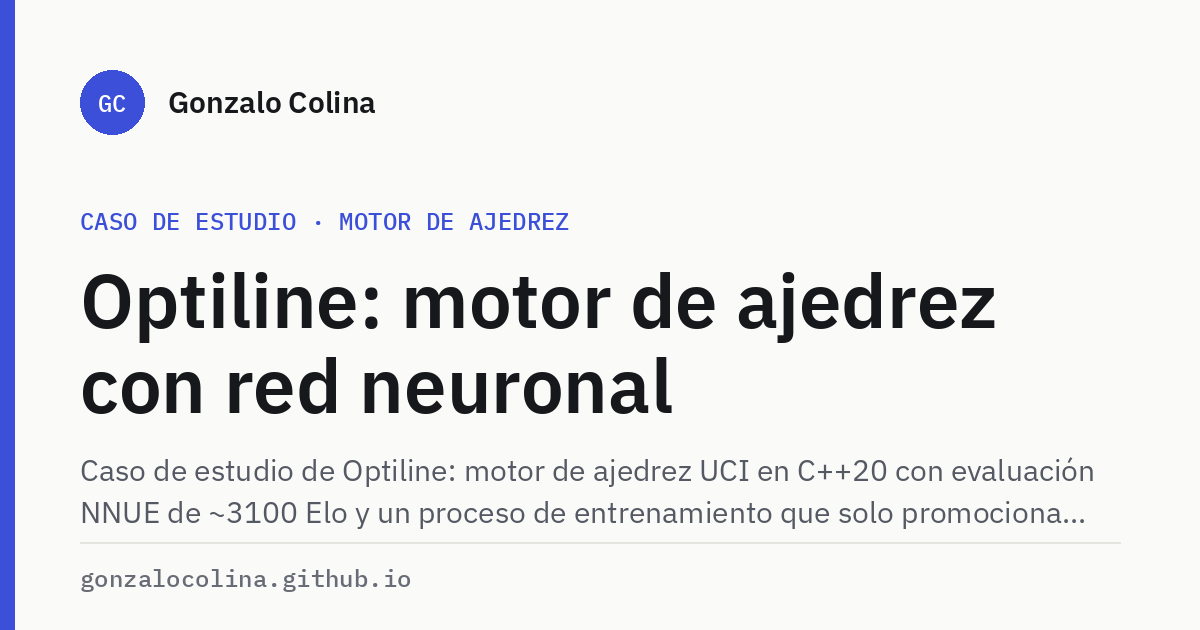 GC
Gonzalo Colina
CASO DE ESTUDIO · MOTOR DE AJEDREZ
Optiline: motor de ajedrez
con red neuronal
Caso de estudio de Optiline: motor de ajedrez UCI en C++20 con evaluación
NNUE de ~3100 Elo y un proceso de entrenamiento que solo promociona...
gonzalocolina.github.io